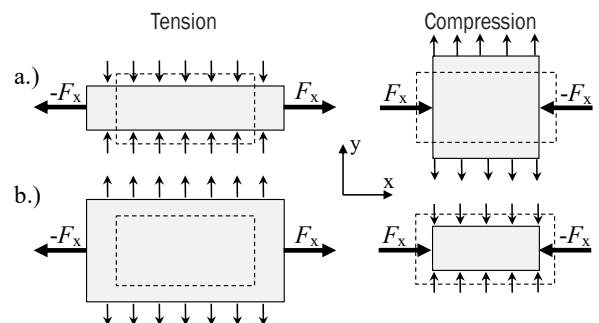 Tension Compression
a.)
-Fx Fx Fx -Fx
y
x
b.)
-Fx Fx Fx -Fx